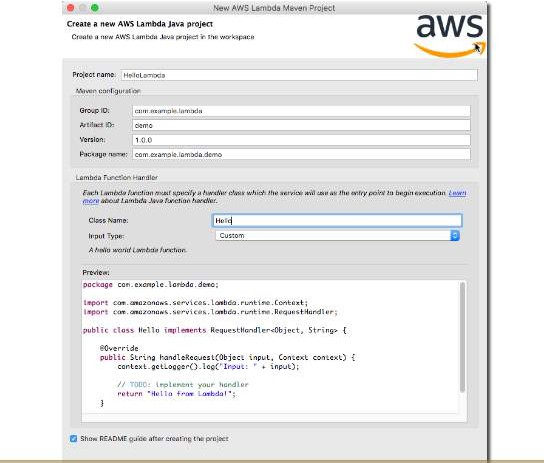 New AWS Lambda Maven Project
Create a new AWS Lambda Java project
Create a new AWS Lambda Java project in the workspace
aws
Project name: HelloLambda
Maven configuration
Group ID: com.example.lambda
Artifact ID: demo
Version: 1.0.0
Package name: com.example.lambda.demo
Lambda Function Handler
Each Lambda function must specify a handler class which the service will use as the entry point to begin execution. Learn
more about Lambda Java function handler.
Class Name: Hello
Input Type: Custom
A hello world Lambda function.
Preview:
package com.example.lambda.demo;
import com.amazonaws.services.lambda.runtime.Context;
import com.amazonaws.services.lambda.runtime.RequestHandler;
public class Hello implements RequestHandler<Object, String> {
@Override
public String handleRequest(Object input, Context context) {
context.getLogger().log("Input: " + input);
// TODO: implement your handler
return "Hello from Lambda!";
}
Show README guide after creating the project